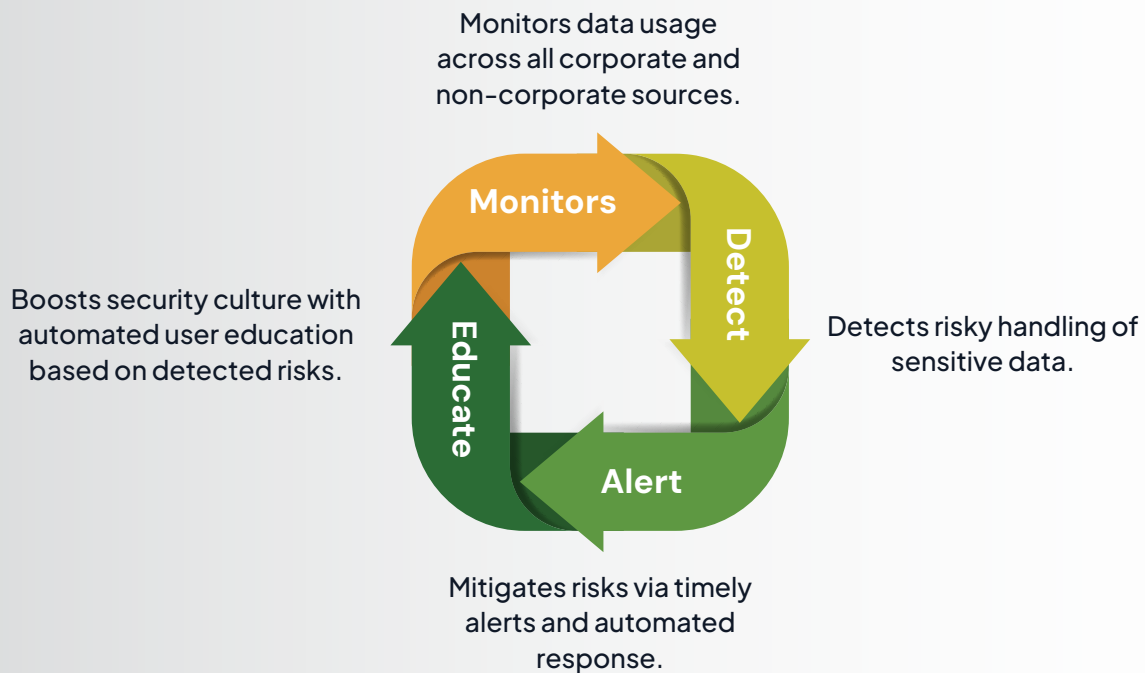 Monitors data usage
across all corporate and
non-corporate sources.
Monitors
Detect
Detects risky handling of
sensitive data.
Alert
Mitigates risks via timely
alerts and automated
response.
Educate
Boosts security culture with
automated user education
based on detected risks.